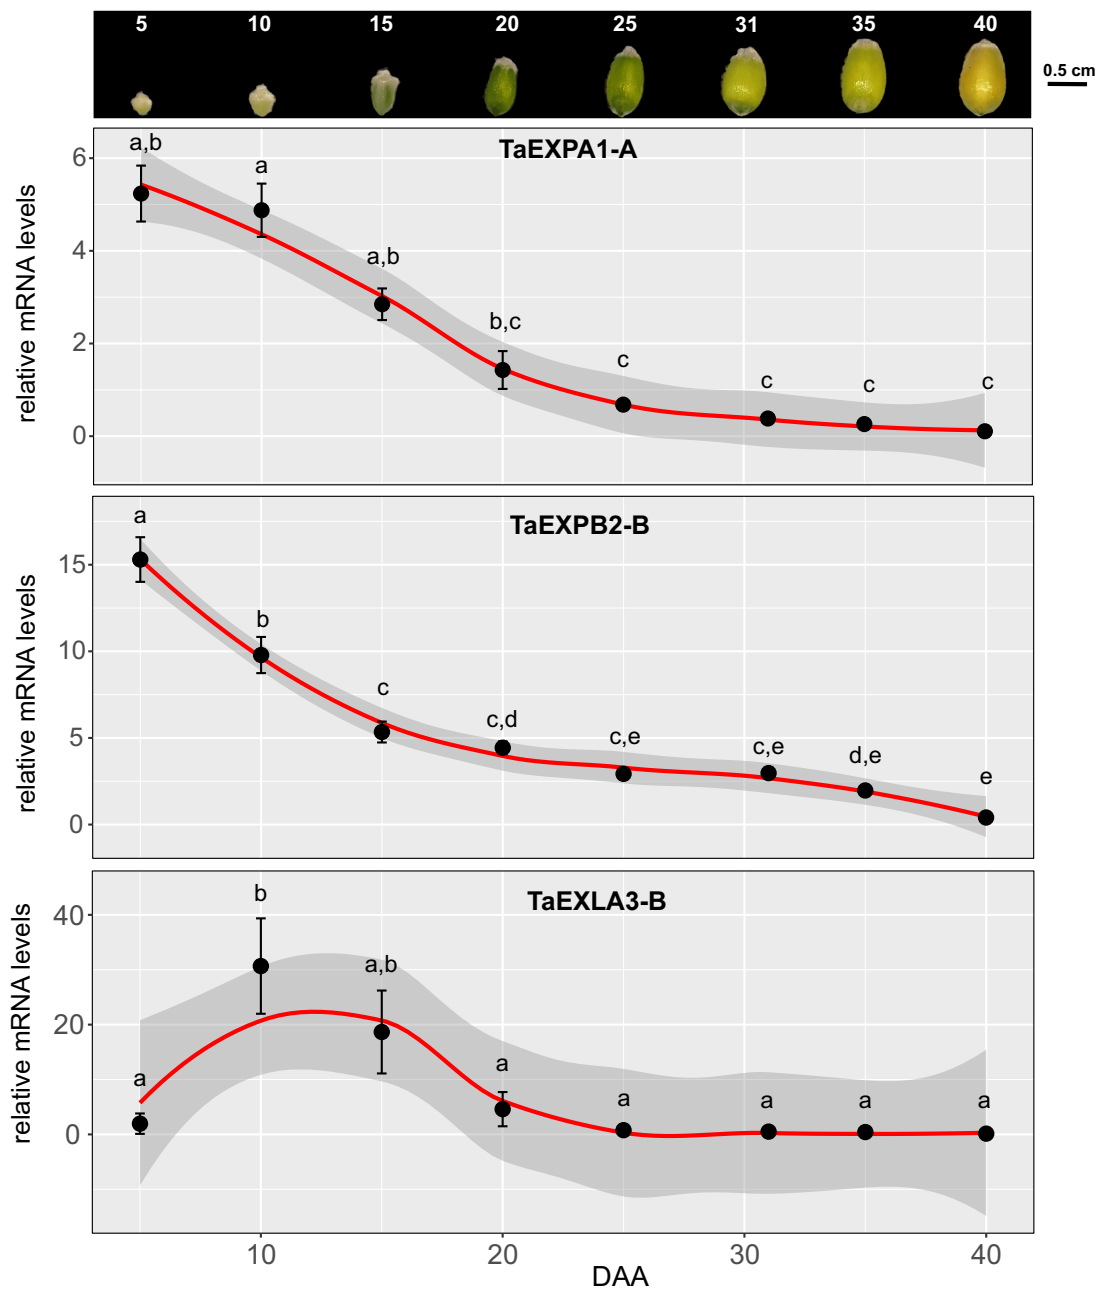 5 10 15 20 25 31 35 40
0.5 cm
TaEXPA1-A
relative mRNA levels
6
4
2
0
a,b a a,b b,c c c c c
TaEXPB2-B
relative mRNA levels
15
10
5
0
a b c c,d c,e c,e d,e e
TaEXLA3-B
relative mRNA levels
40
20
0
a b a,b a a a a a
10 20 30 40
DAA